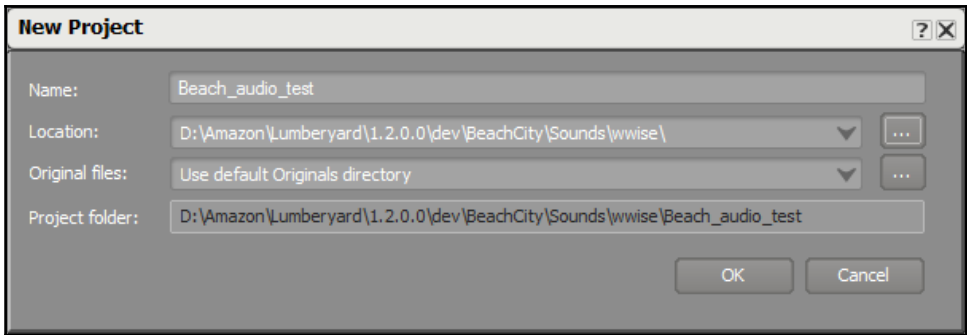 New Project
? X
Name: Beach_audio_test
Location: D:\Amazon\Lumberyard\1.2.0.0\dev\BeachCity\Sounds\wwise\ ...
Original files: Use default Originals directory ...
Project folder: D:\Amazon\Lumberyard\1.2.0.0\dev\BeachCity\Sounds\wwise\Beach_audio_test
OK Cancel